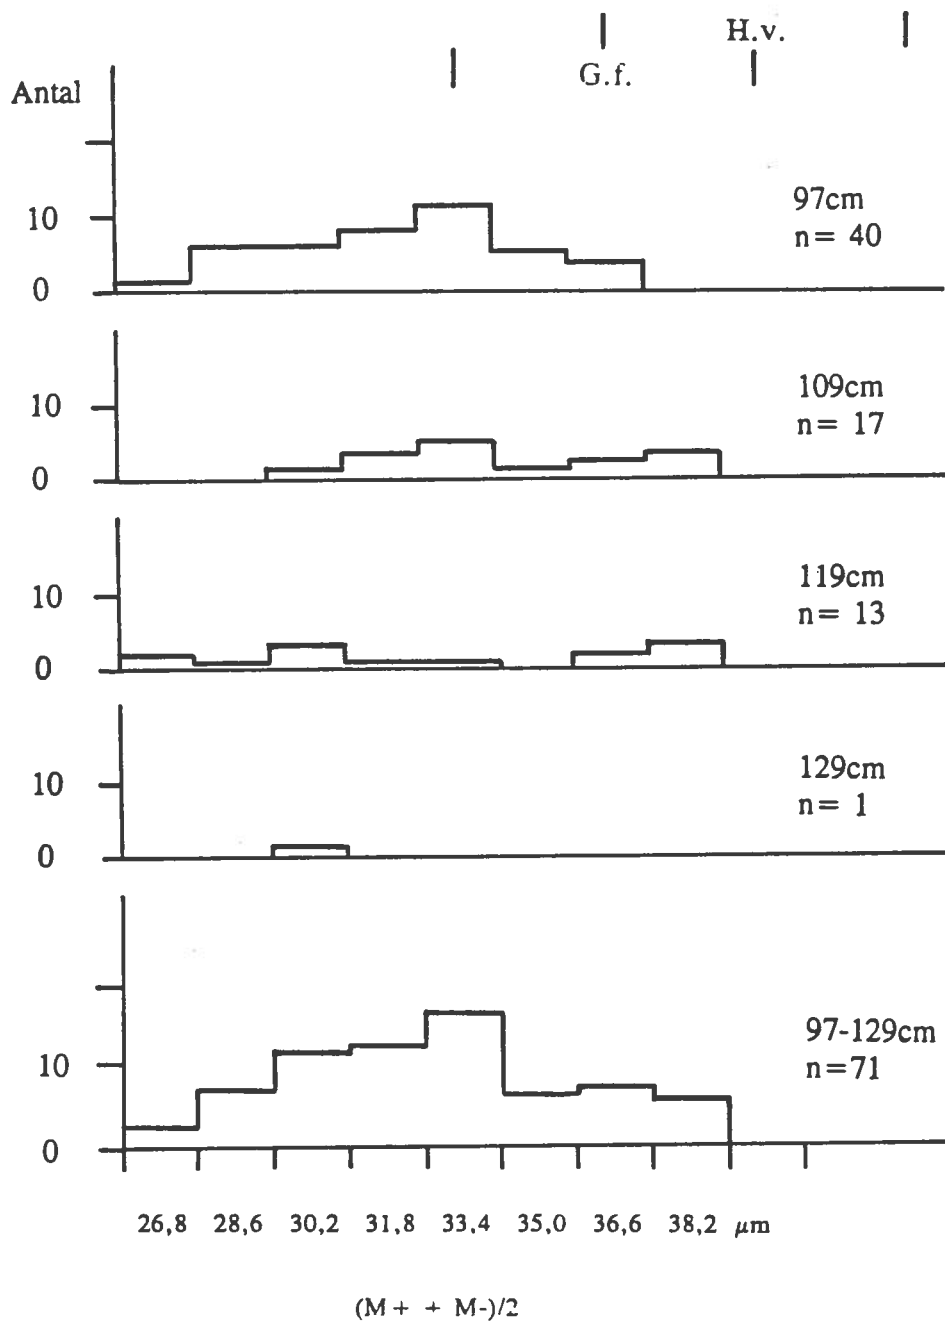 H.v.
G.f.
Antal
10
0
97cm
n= 40
10
0
109cm
n= 17
10
0
119cm
n= 13
10
0
129cm
n= 1
10
0
97-129cm
n=71
26,8 28,6 30,2 31,8 33,4 35,0 36,6 38,2 μm
(M+ + M-)/2